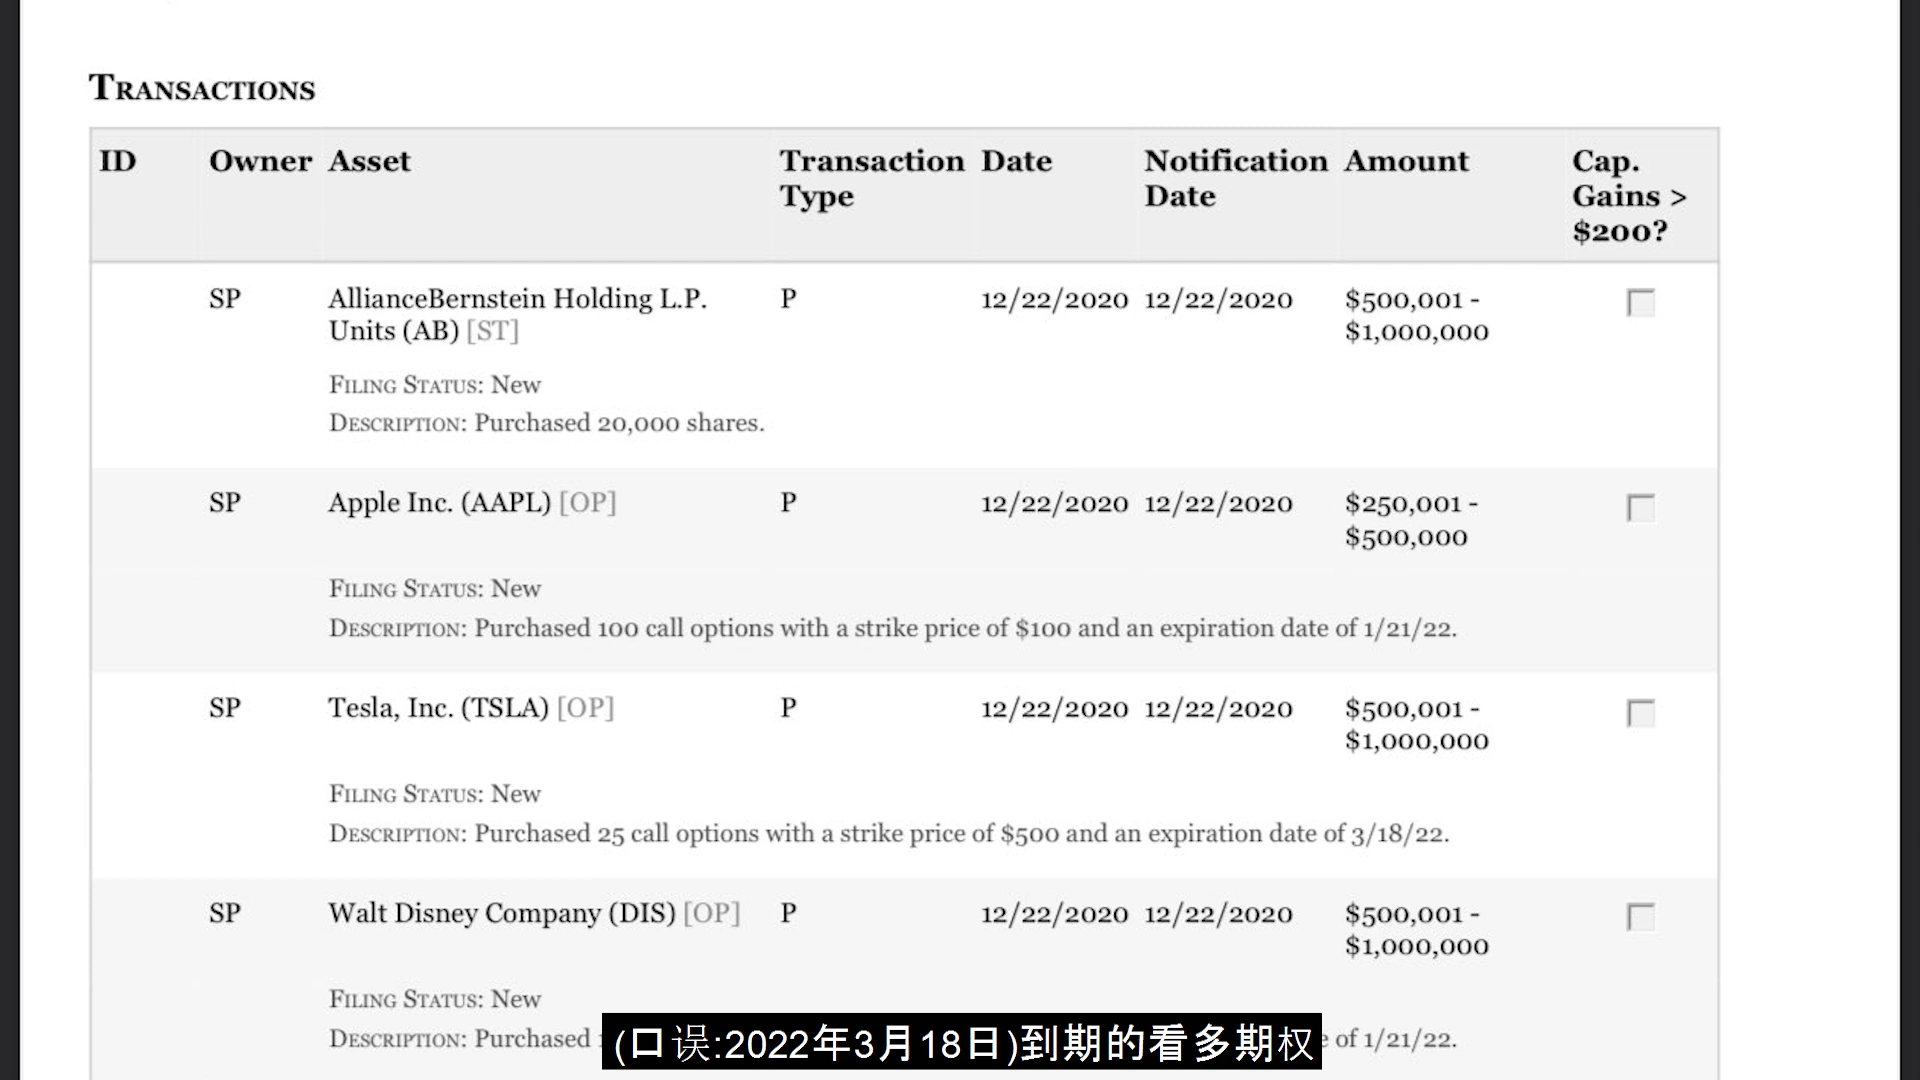 TRANSACTIONS
ID Owner Asset Transaction Type Date Notification Date Amount Cap. Gains > $200?
SP AllianceBernstein Holding L.P. P 12/22/2020 12/22/2020 $500,001 -
Units (AB) [ST] $1,000,000
FILING STATUS: New
DESCRIPTION: Purchased 20,000 shares.
SP Apple Inc. (AAPL) [OP] P 12/22/2020 12/22/2020 $250,001 -
$500,000
FILING STATUS: New
DESCRIPTION: Purchased 100 call options with a strike price of $100 and an expiration date of 1/21/22.
SP Tesla, Inc. (TSLA) [OP] P 12/22/2020 12/22/2020 $500,001 -
$1,000,000
FILING STATUS: New
DESCRIPTION: Purchased 25 call options with a strike price of $500 and an expiration date of 3/18/22.
SP Walt Disney Company (DIS) [OP] P 12/22/2020 12/22/2020 $500,001 -
$1,000,000
FILING STATUS: New
DESCRIPTION: Purchased of 1/21/22.
(口误:2022年3月18日)到期的看多期权